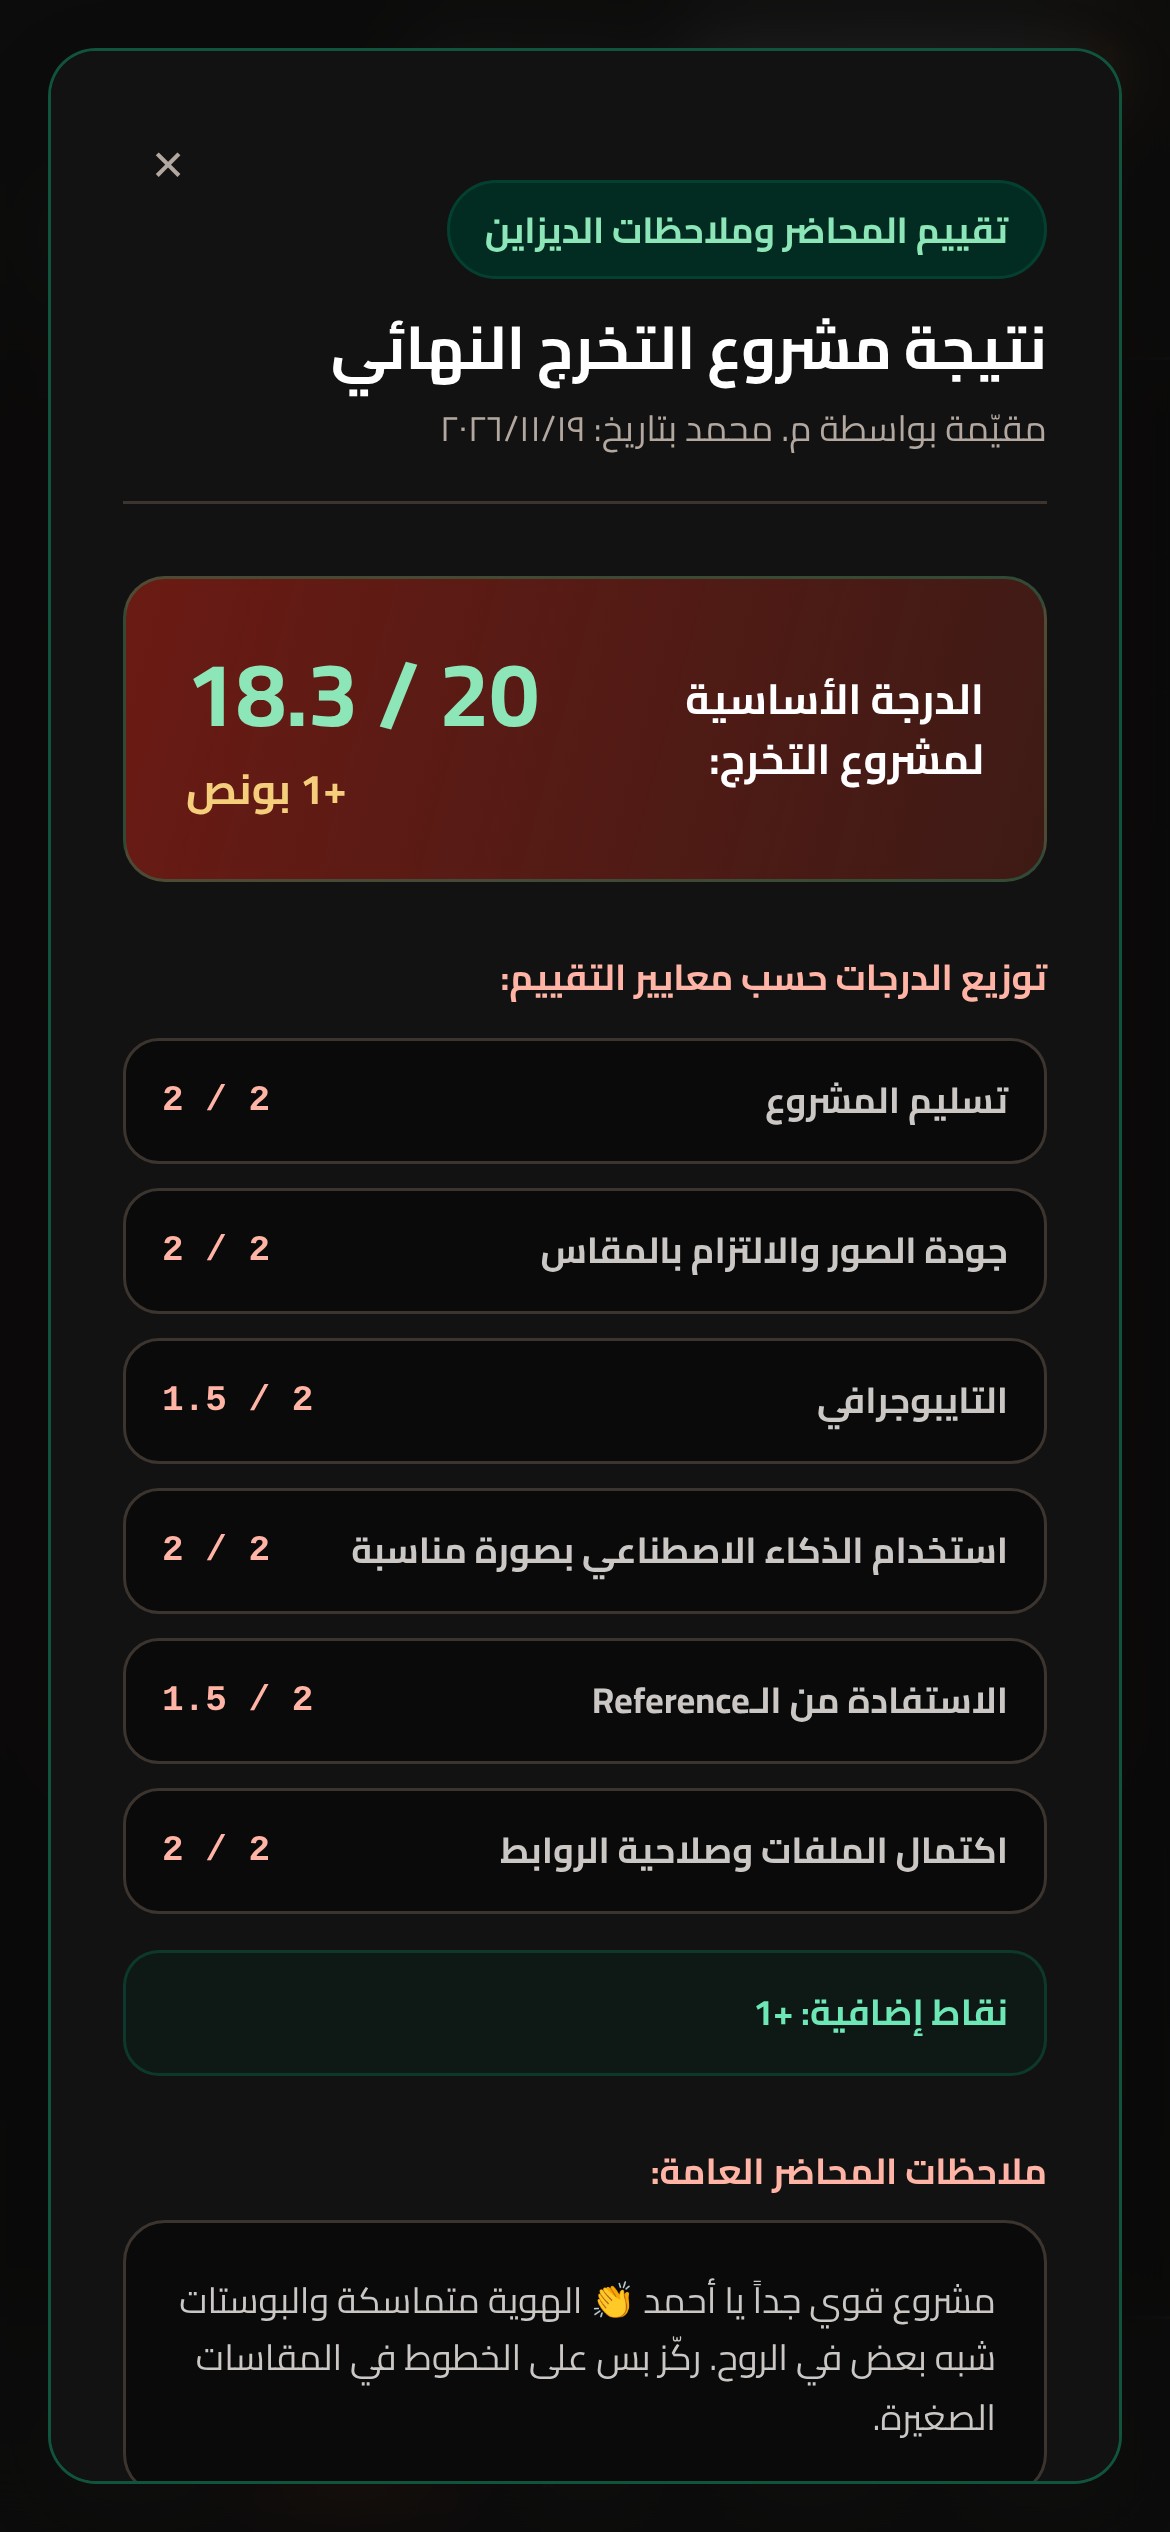 ×
تقييم المحاضر وملاحظات الديزاين
نتيجة مشروع التخرج النهائي
مقيّمة بواسطة م. محمد بتاريخ: ٢٠٢٦/١١/١٩
الدرجة الأساسية
لمشروع التخرج:
18.3 / 20
+1 بونص
توزيع الدرجات حسب معايير التقييم:
تسليم المشروع 2 / 2
جودة الصور والالتزام بالمقاس 2 / 2
التايبوجرافي 1.5 / 2
استخدام الذكاء الاصطناعي بصورة مناسبة 2 / 2
الاستفادة من الـReference 1.5 / 2
اكتمال الملفات وصلاحية الروابط 2 / 2
نقاط إضافية: +1
ملاحظات المحاضر العامة:
مشروع قوي جداً يا أحمد 👏 الهوية متماسكة والبوستات
شبه بعض في الروح. ركّز بس على الخطوط في المقاسات
الصغيرة.